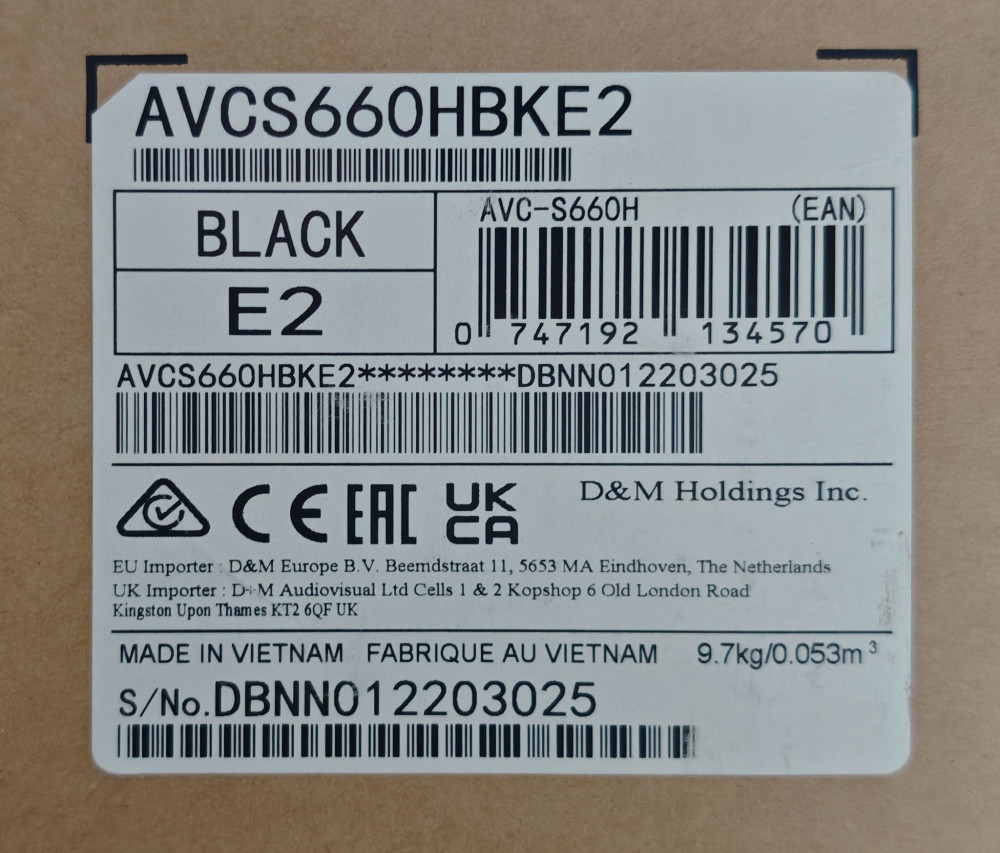 AVCS660HBKE2
BLACK
E2
AVC-S660H (EAN)
0 747192 134570
AVCS660HBKE2********DBNN012203025
CE EAC UK
CA
D&M Holdings Inc.
EU Importer : D&M Europe B.V. Beemdstraat 11, 5653 MA Eindhoven, The Netherlands
UK Importer : D+M Audiovisual Ltd Cells 1 & 2 Kopshop 6 Old London Road
Kingston Upon Thames KT2 6QF UK
MADE IN VIETNAM FABRIQUE AU VIETNAM 9.7kg/0.053m³
S/No.DBNN012203025